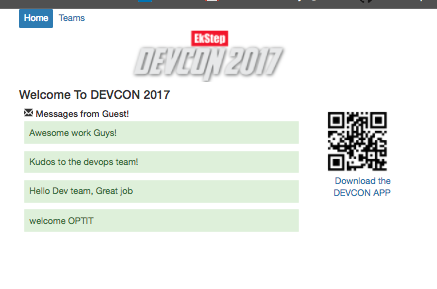 Home Teams
EkStep
DEVCON 2017
Welcome To DEVCON 2017
Messages from Guest!
Awesome work Guys!
Kudos to the devops team!
Hello Dev team, Great job
welcome OPTIT
Download the
DEVCON APP